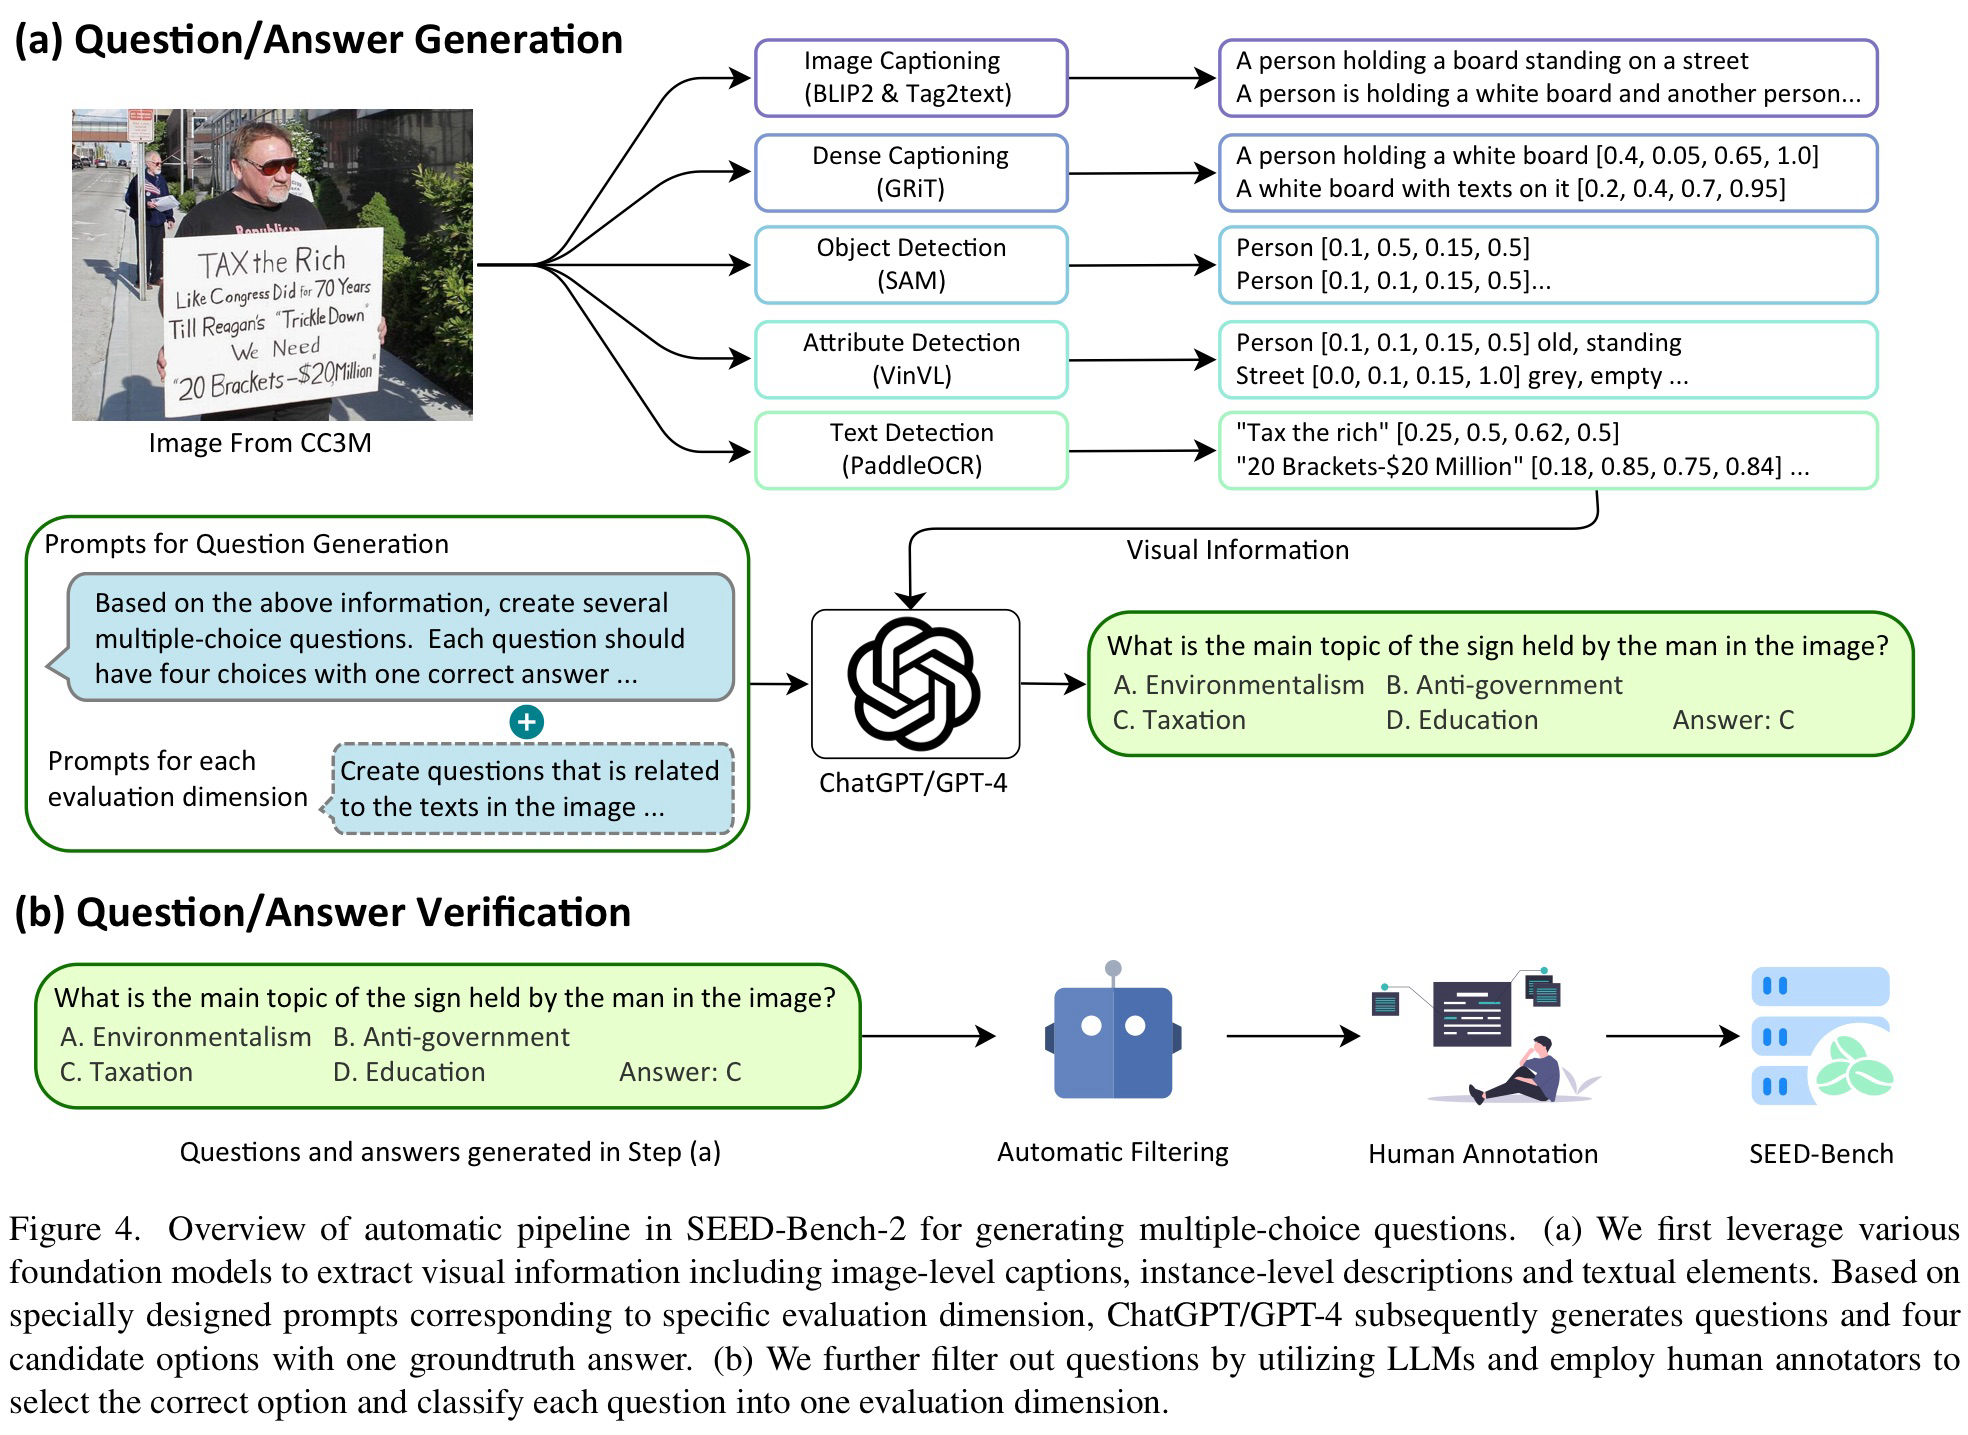 (a) Question/Answer Generation
Image Captioning
(BLIP2 & Tag2text)
A person holding a board standing on a street
A person is holding a white board and another person...
Dense Captioning
(GRiT)
A person holding a white board [0.4, 0.05, 0.65, 1.0]
A white board with texts on it [0.2, 0.4, 0.7, 0.95]
Object Detection
(SAM)
Person [0.1, 0.5, 0.15, 0.5]
Person [0.1, 0.1, 0.15, 0.5]...
Attribute Detection
(VinVL)
Person [0.1, 0.1, 0.15, 0.5] old, standing
Street [0.0, 0.1, 0.15, 1.0] grey, empty ...
Text Detection
(PaddleOCR)
"Tax the rich" [0.25, 0.5, 0.62, 0.5]
"20 Brackets-$20 Million" [0.18, 0.85, 0.75, 0.84] ...
Republican
TAX the Rich
Like Congress Did for 70 Years
Till Reagan's "Trickle Down"
We Need
"20 Brackets-$20 Million"
Image From CC3M
Visual Information
Prompts for Question Generation
Based on the above information, create several
multiple-choice questions. Each question should
have four choices with one correct answer ...
+
Prompts for each
evaluation dimension
Create questions that is related
to the texts in the image ...
ChatGPT/GPT-4
What is the main topic of the sign held by the man in the image?
A. Environmentalism B. Anti-government
C. Taxation D. Education Answer: C
(b) Question/Answer Verification
What is the main topic of the sign held by the man in the image?
A. Environmentalism B. Anti-government
C. Taxation D. Education Answer: C
Questions and answers generated in Step (a)
Automatic Filtering
Human Annotation
SEED-Bench
Figure 4. Overview of automatic pipeline in SEED-Bench-2 for generating multiple-choice questions. (a) We first leverage various
foundation models to extract visual information including image-level captions, instance-level descriptions and textual elements. Based on
specially designed prompts corresponding to specific evaluation dimension, ChatGPT/GPT-4 subsequently generates questions and four
candidate options with one groundtruth answer. (b) We further filter out questions by utilizing LLMs and employ human annotators to
select the correct option and classify each question into one evaluation dimension.